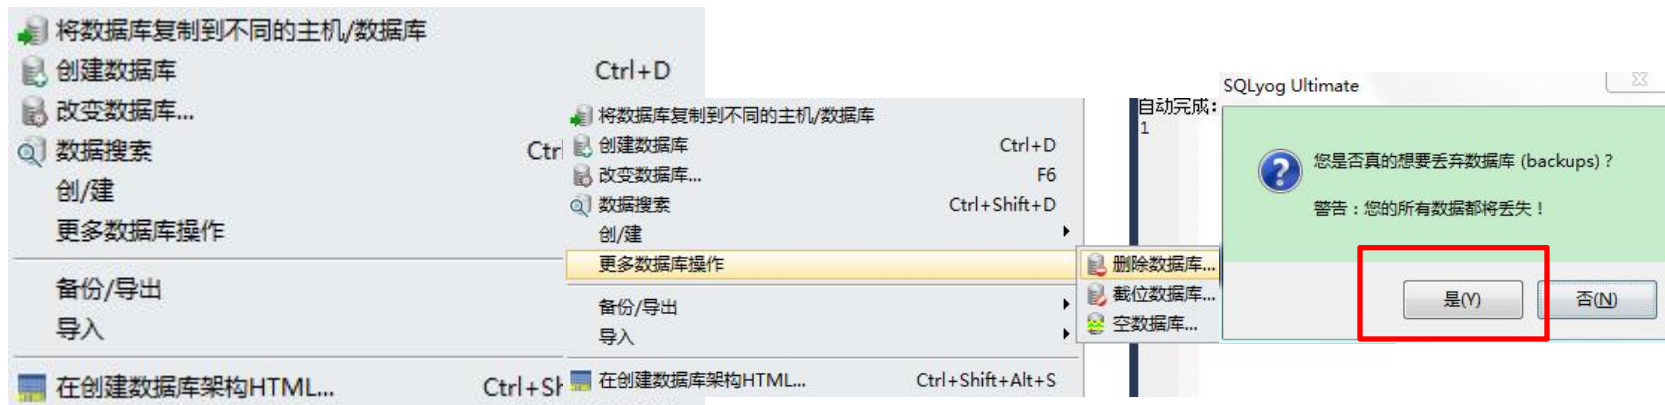 将数据库复制到不同的主机/数据库
创建数据库 Ctrl+D
改变数据库...
数据搜索 Ctr
创/建
更多数据库操作
备份/导出
导入
在创建数据库架构HTML... Ctrl+Sh
将数据库复制到不同的主机/数据库
创建数据库 Ctrl+D
改变数据库... F6
数据搜索 Ctrl+Shift+D
创/建
更多数据库操作
备份/导出
导入
在创建数据库架构HTML... Ctrl+Shift+Alt+S
删除数据库...
截位数据库...
空数据库...
自动完成:
1
SQLyog Ultimate
您是否真的想要丢弃数据库 (backups)？
警告：您的所有数据都将丢失！
是(Y) 否(N)